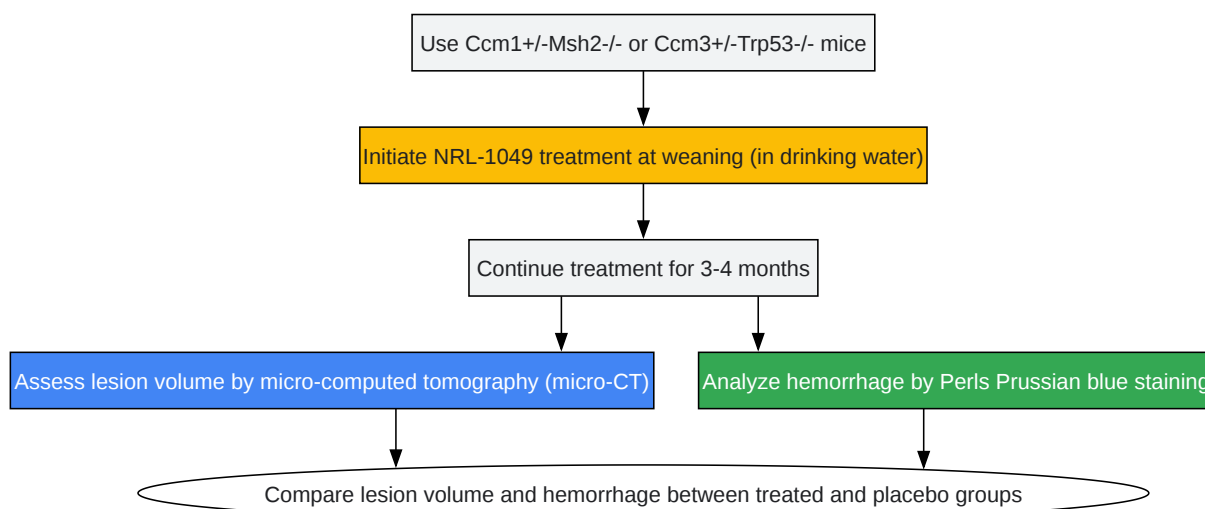 Use Ccm1+/-Msh2-/- or Ccm3+/-Trp53-/- mice
Initiate NRL-1049 treatment at weaning (in drinking water)
Continue treatment for 3-4 months
Assess lesion volume by micro-computed tomography (micro-CT)
Analyze hemorrhage by Perls Prussian blue staining
Compare lesion volume and hemorrhage between treated and placebo groups